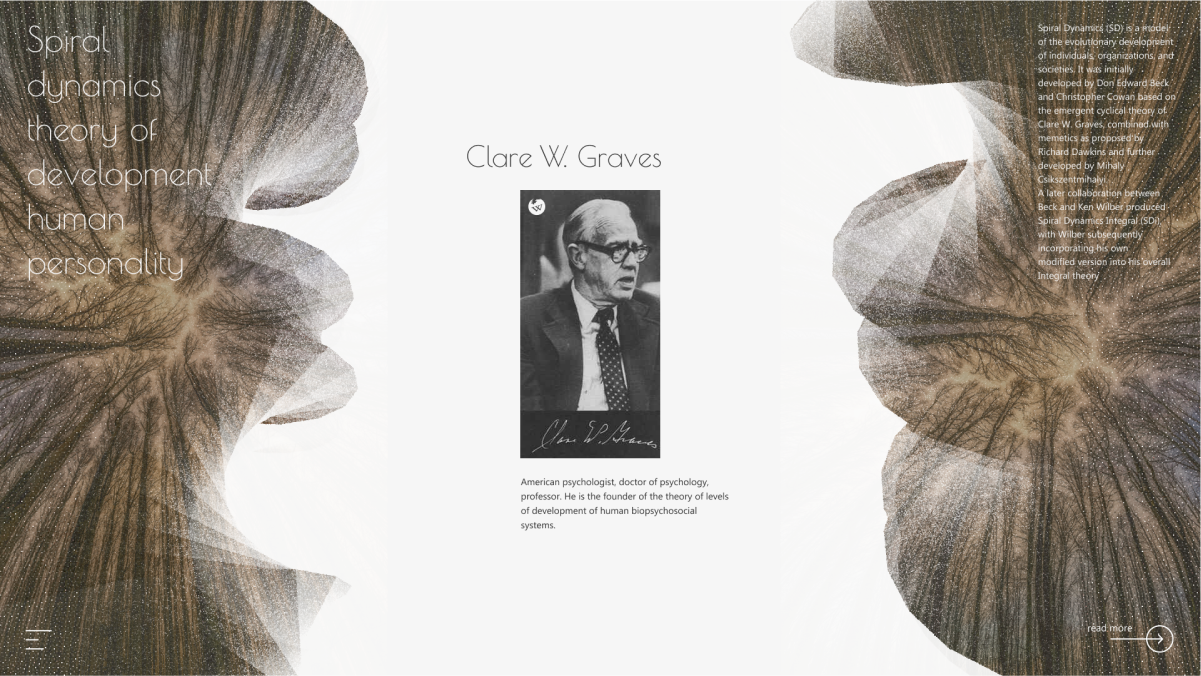 Spiral
dynamics
theory of
development
human
personality
Clare W. Graves
W
Clare W. Graves
American psychologist, doctor of psychology,
professor. He is the founder of the theory of levels
of development of human biopsychosocial
systems.
Spiral Dynamics (SD) is a model
of the evolutionary development
of individuals, organizations, and
societies. It was initially
developed by Don Edward Beck
and Christopher Cowan based on
the emergent cyclical theory of
Clare W. Graves, combined with
memetics as proposed by
Richard Dawkins and further
developed by Mihaly
Csikszentmihalyi.
A later collaboration between
Beck and Ken Wilber produced
Spiral Dynamics Integral (SDi),
with Wilber subsequently
incorporating his own
modified version into his overall
Integral theory
read more